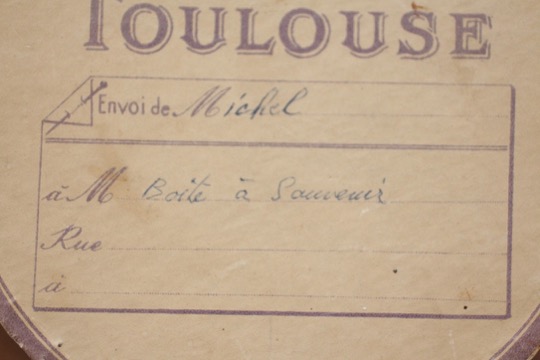 TOULOUSE
Envoi de Michel
à M Boite à Souvenir
Rue
à